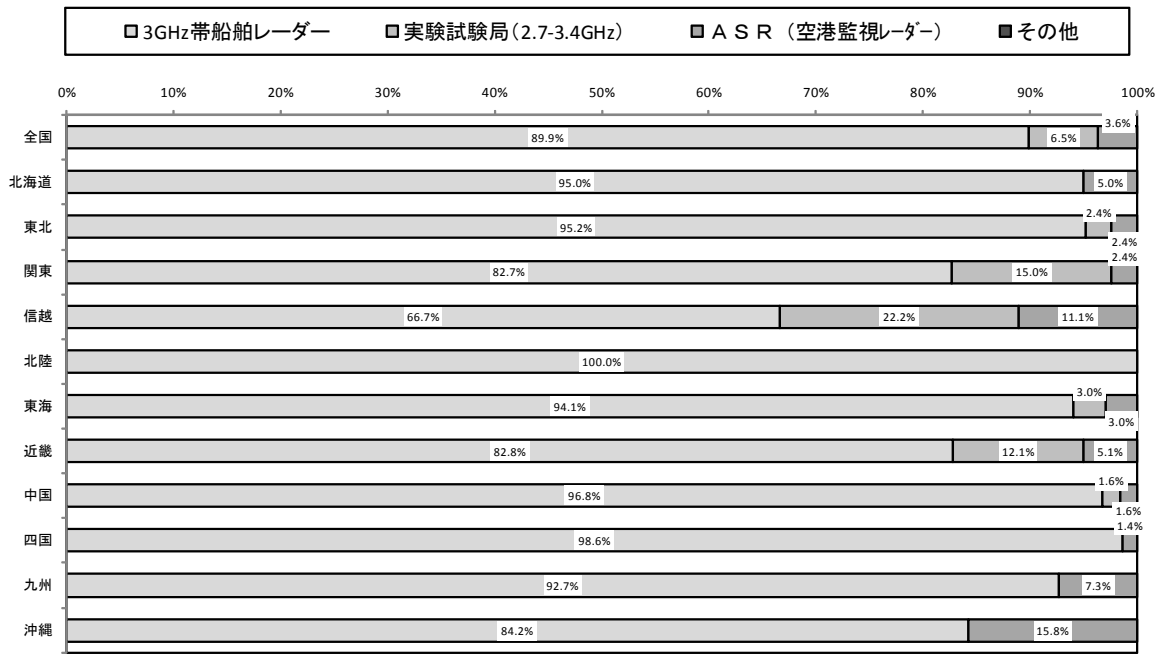 3GHz帯船舶レーダー 実験試験局(2.7-3.4GHz) ASR(空港監視レーダー) その他
0% 10% 20% 30% 40% 50% 60% 70% 80% 90% 100%
全国 89.9% 6.5% 3.6%
北海道 95.0% 5.0%
東北 95.2% 2.4% 2.4%
関東 82.7% 15.0% 2.4%
信越 66.7% 22.2% 11.1%
北陸 100.0%
東海 94.1% 3.0% 3.0%
近畿 82.8% 12.1% 5.1%
中国 96.8% 1.6% 1.6%
四国 98.6% 1.4%
九州 92.7% 7.3%
沖縄 84.2% 15.8%